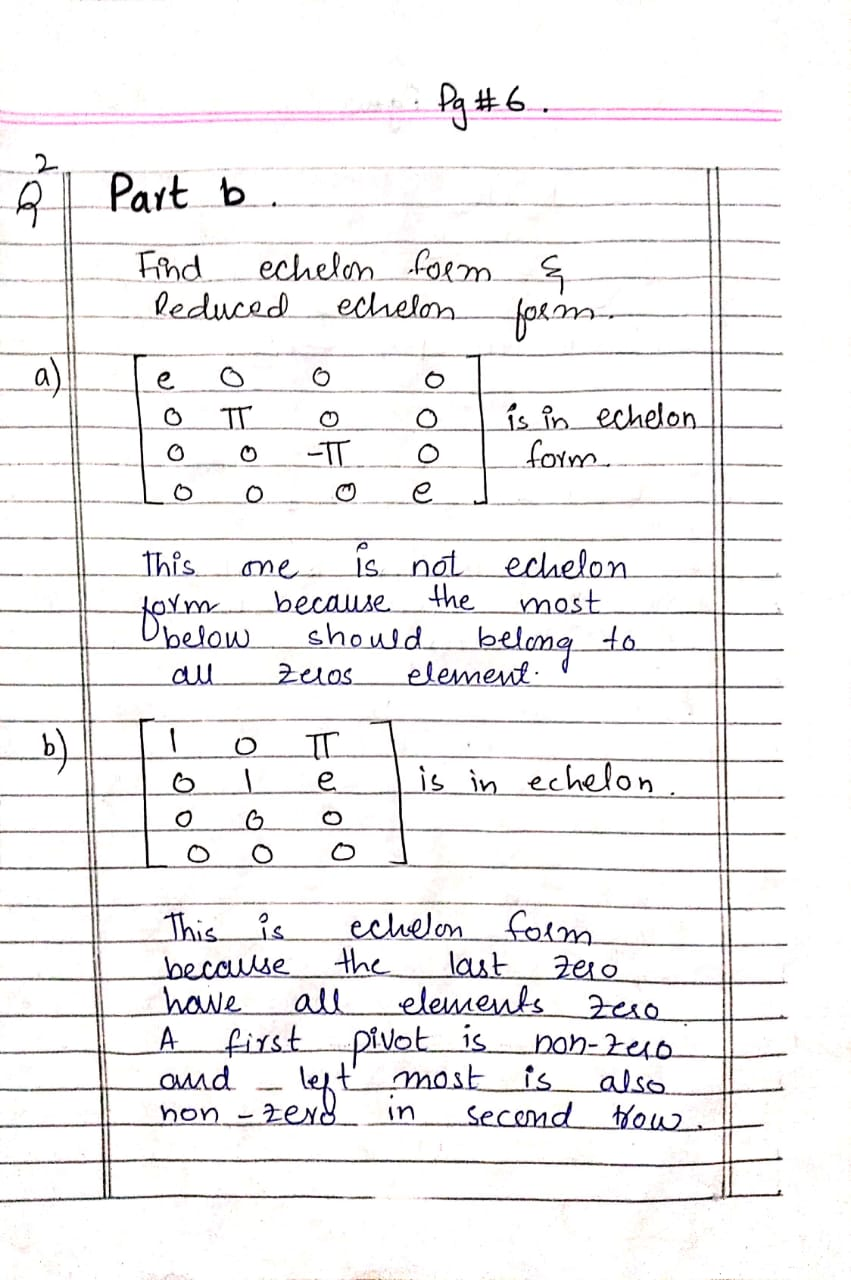 Pg # 6 .
Q 2 Part b .
Find echelon form &
Reduced echelon form.
a) e 0 0 0
0 π 0 0 is in echelon
0 0 -π 0 form.
0 0 0 e
This one is not echelon
form because the most
below should belong to
all zeros element.
b) 1 0 π
0 1 e is in echelon .
0 0 0
0 0 0
This is echelon form
because the last zero
have all elements zero
A first pivot is non-zero
and left most is also
non-zero in second row.